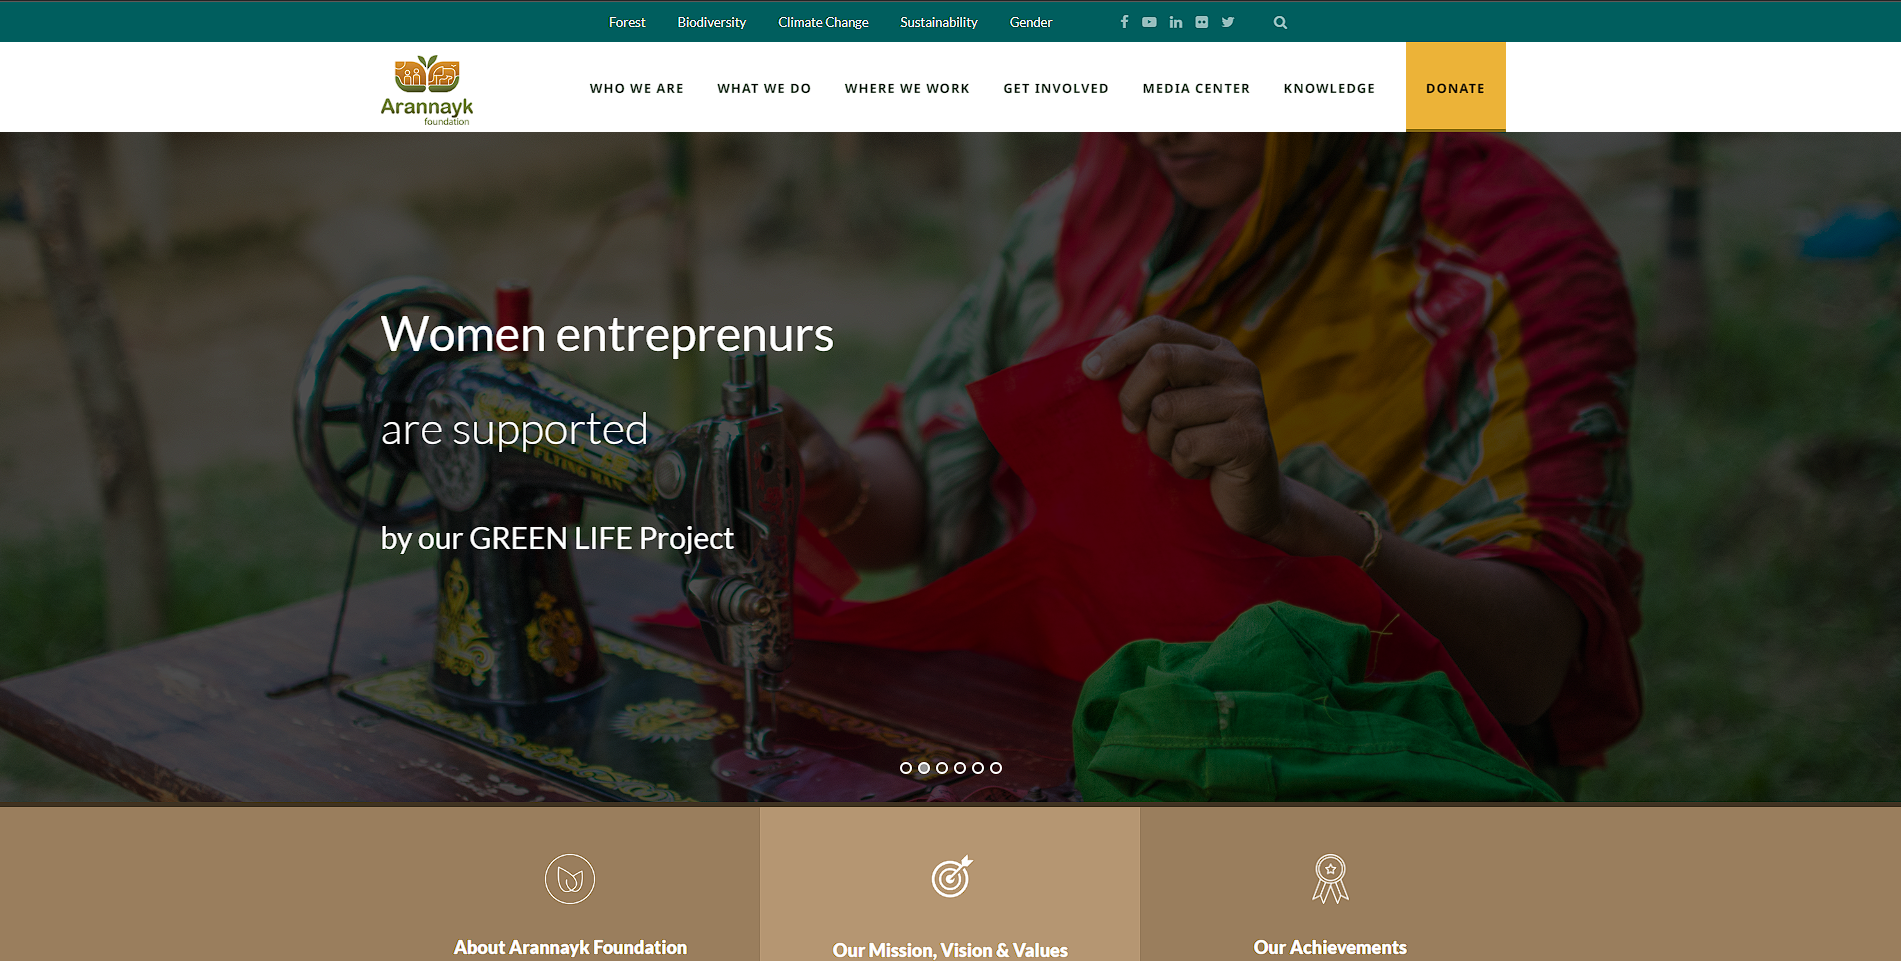 Forest Biodiversity Climate Change Sustainability Gender
Arannayk
foundation
WHO WE ARE WHAT WE DO WHERE WE WORK GET INVOLVED MEDIA CENTER KNOWLEDGE DONATE
Women entreprenurs
are supported
FLYING MAN
by our GREEN LIFE Project
About Arannayk Foundation
Our Mission, Vision & Values
Our Achievements